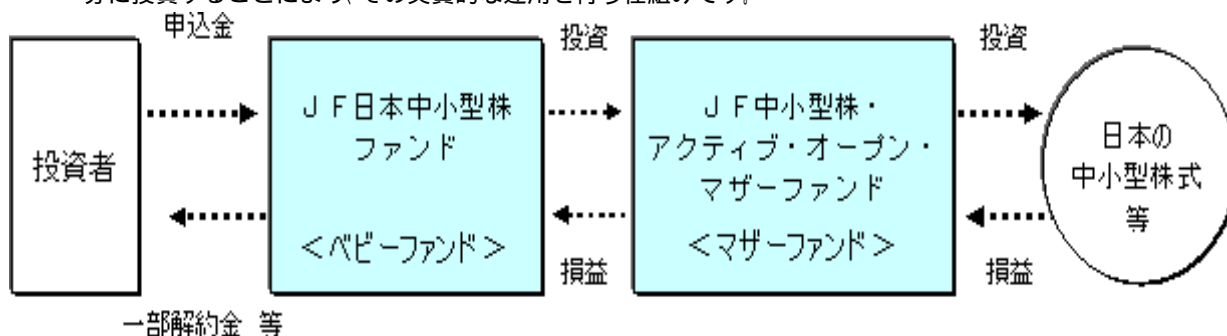 申込金
投資
投資
投資者
ＪＦ日本中小型株
ファンド
＜ベビーファンド＞
ＪＦ中小型株・
アクティブ・オープン・
マザーファンド
＜マザーファンド＞
日本の
中小型株式
等
損益
損益
一部解約金 等